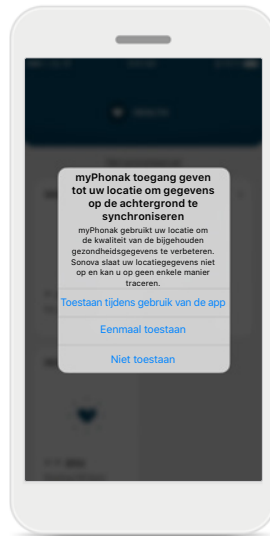 myPhonak toegang geven
tot uw locatie om gegevens
op de achtergrond te
synchroniseren
myPhonak gebruikt uw locatie om
de kwaliteit van de bijgehouden
gezondheidsgegevens te verbeteren.
Sonova slaat uw locatiegegevens niet
op en kan u op geen enkele manier
traceren.
Toestaan tijdens gebruik van de app
Eenmaal toestaan
Niet toestaan